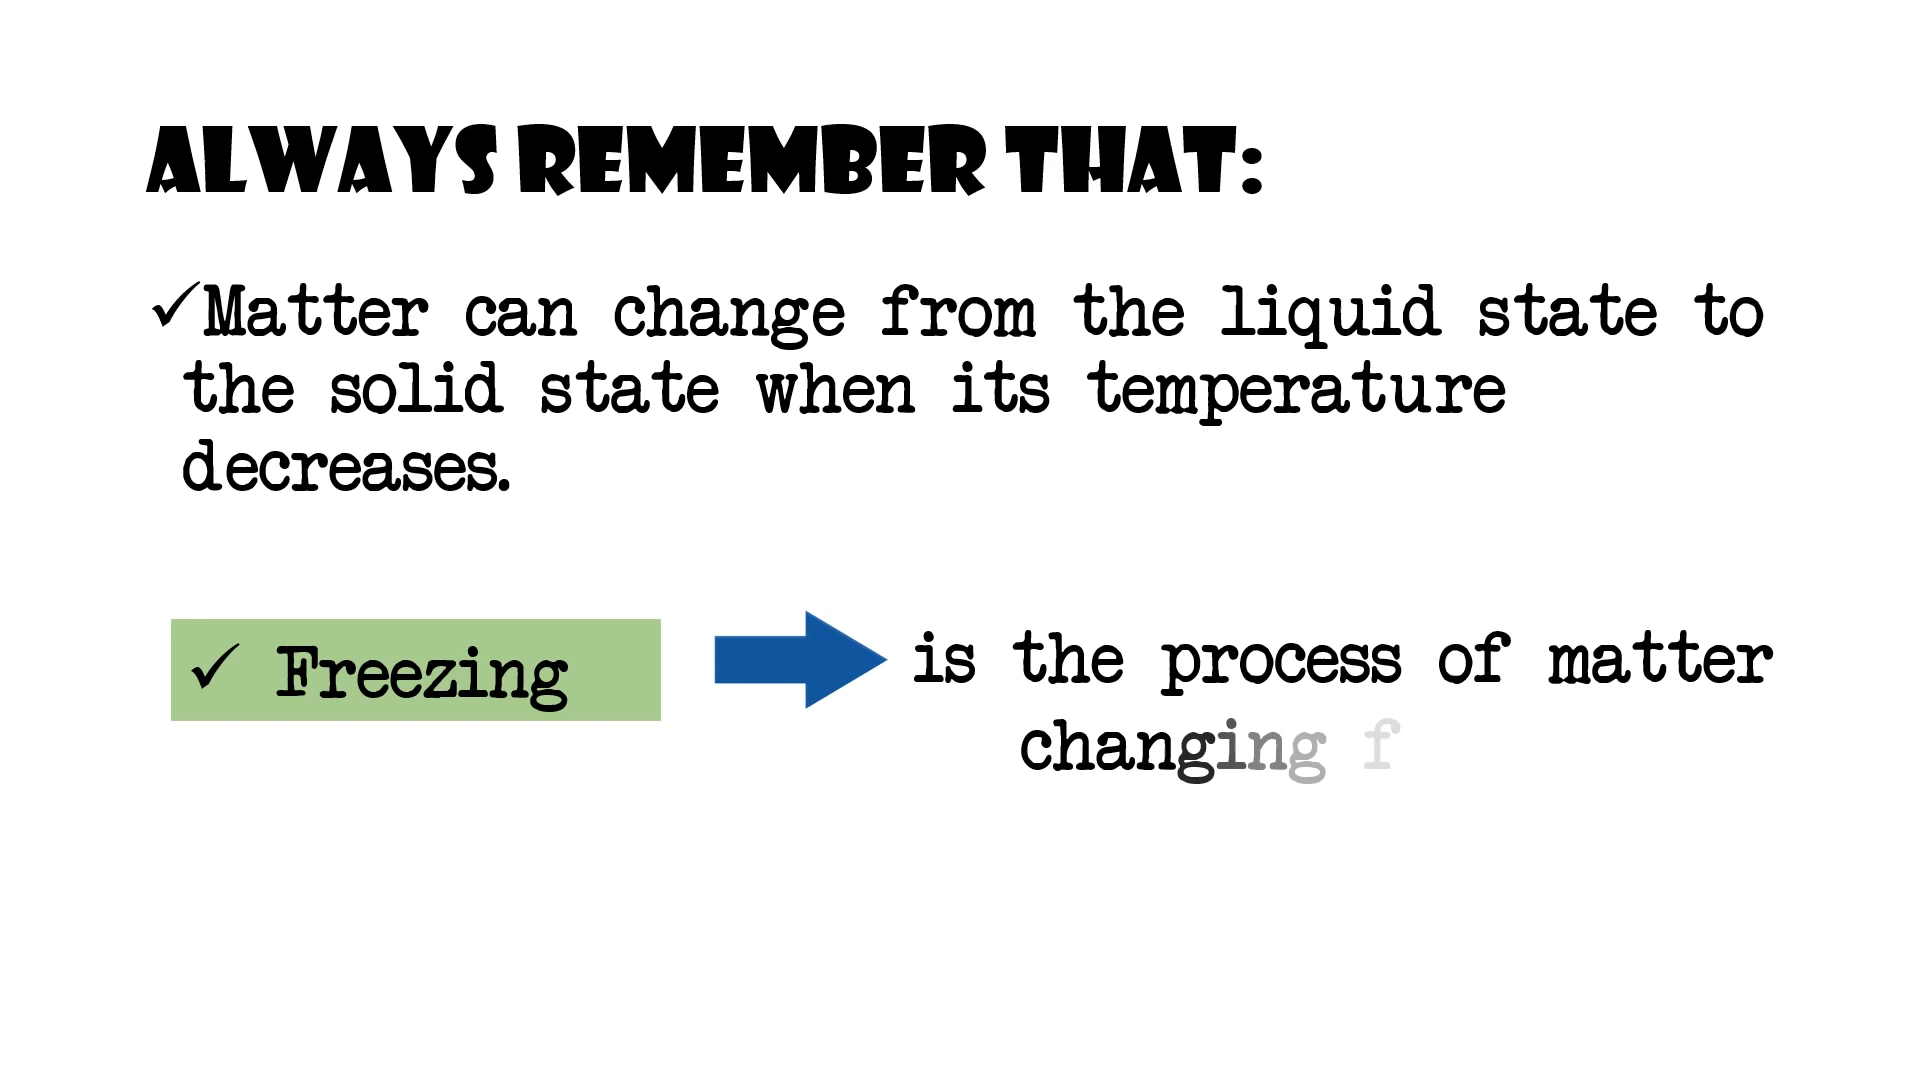 ALWAYS REMEMBER THAT:
✓Matter can change from the liquid state to
the solid state when its temperature
decreases.
✓ Freezing
is the process of matter
changing f